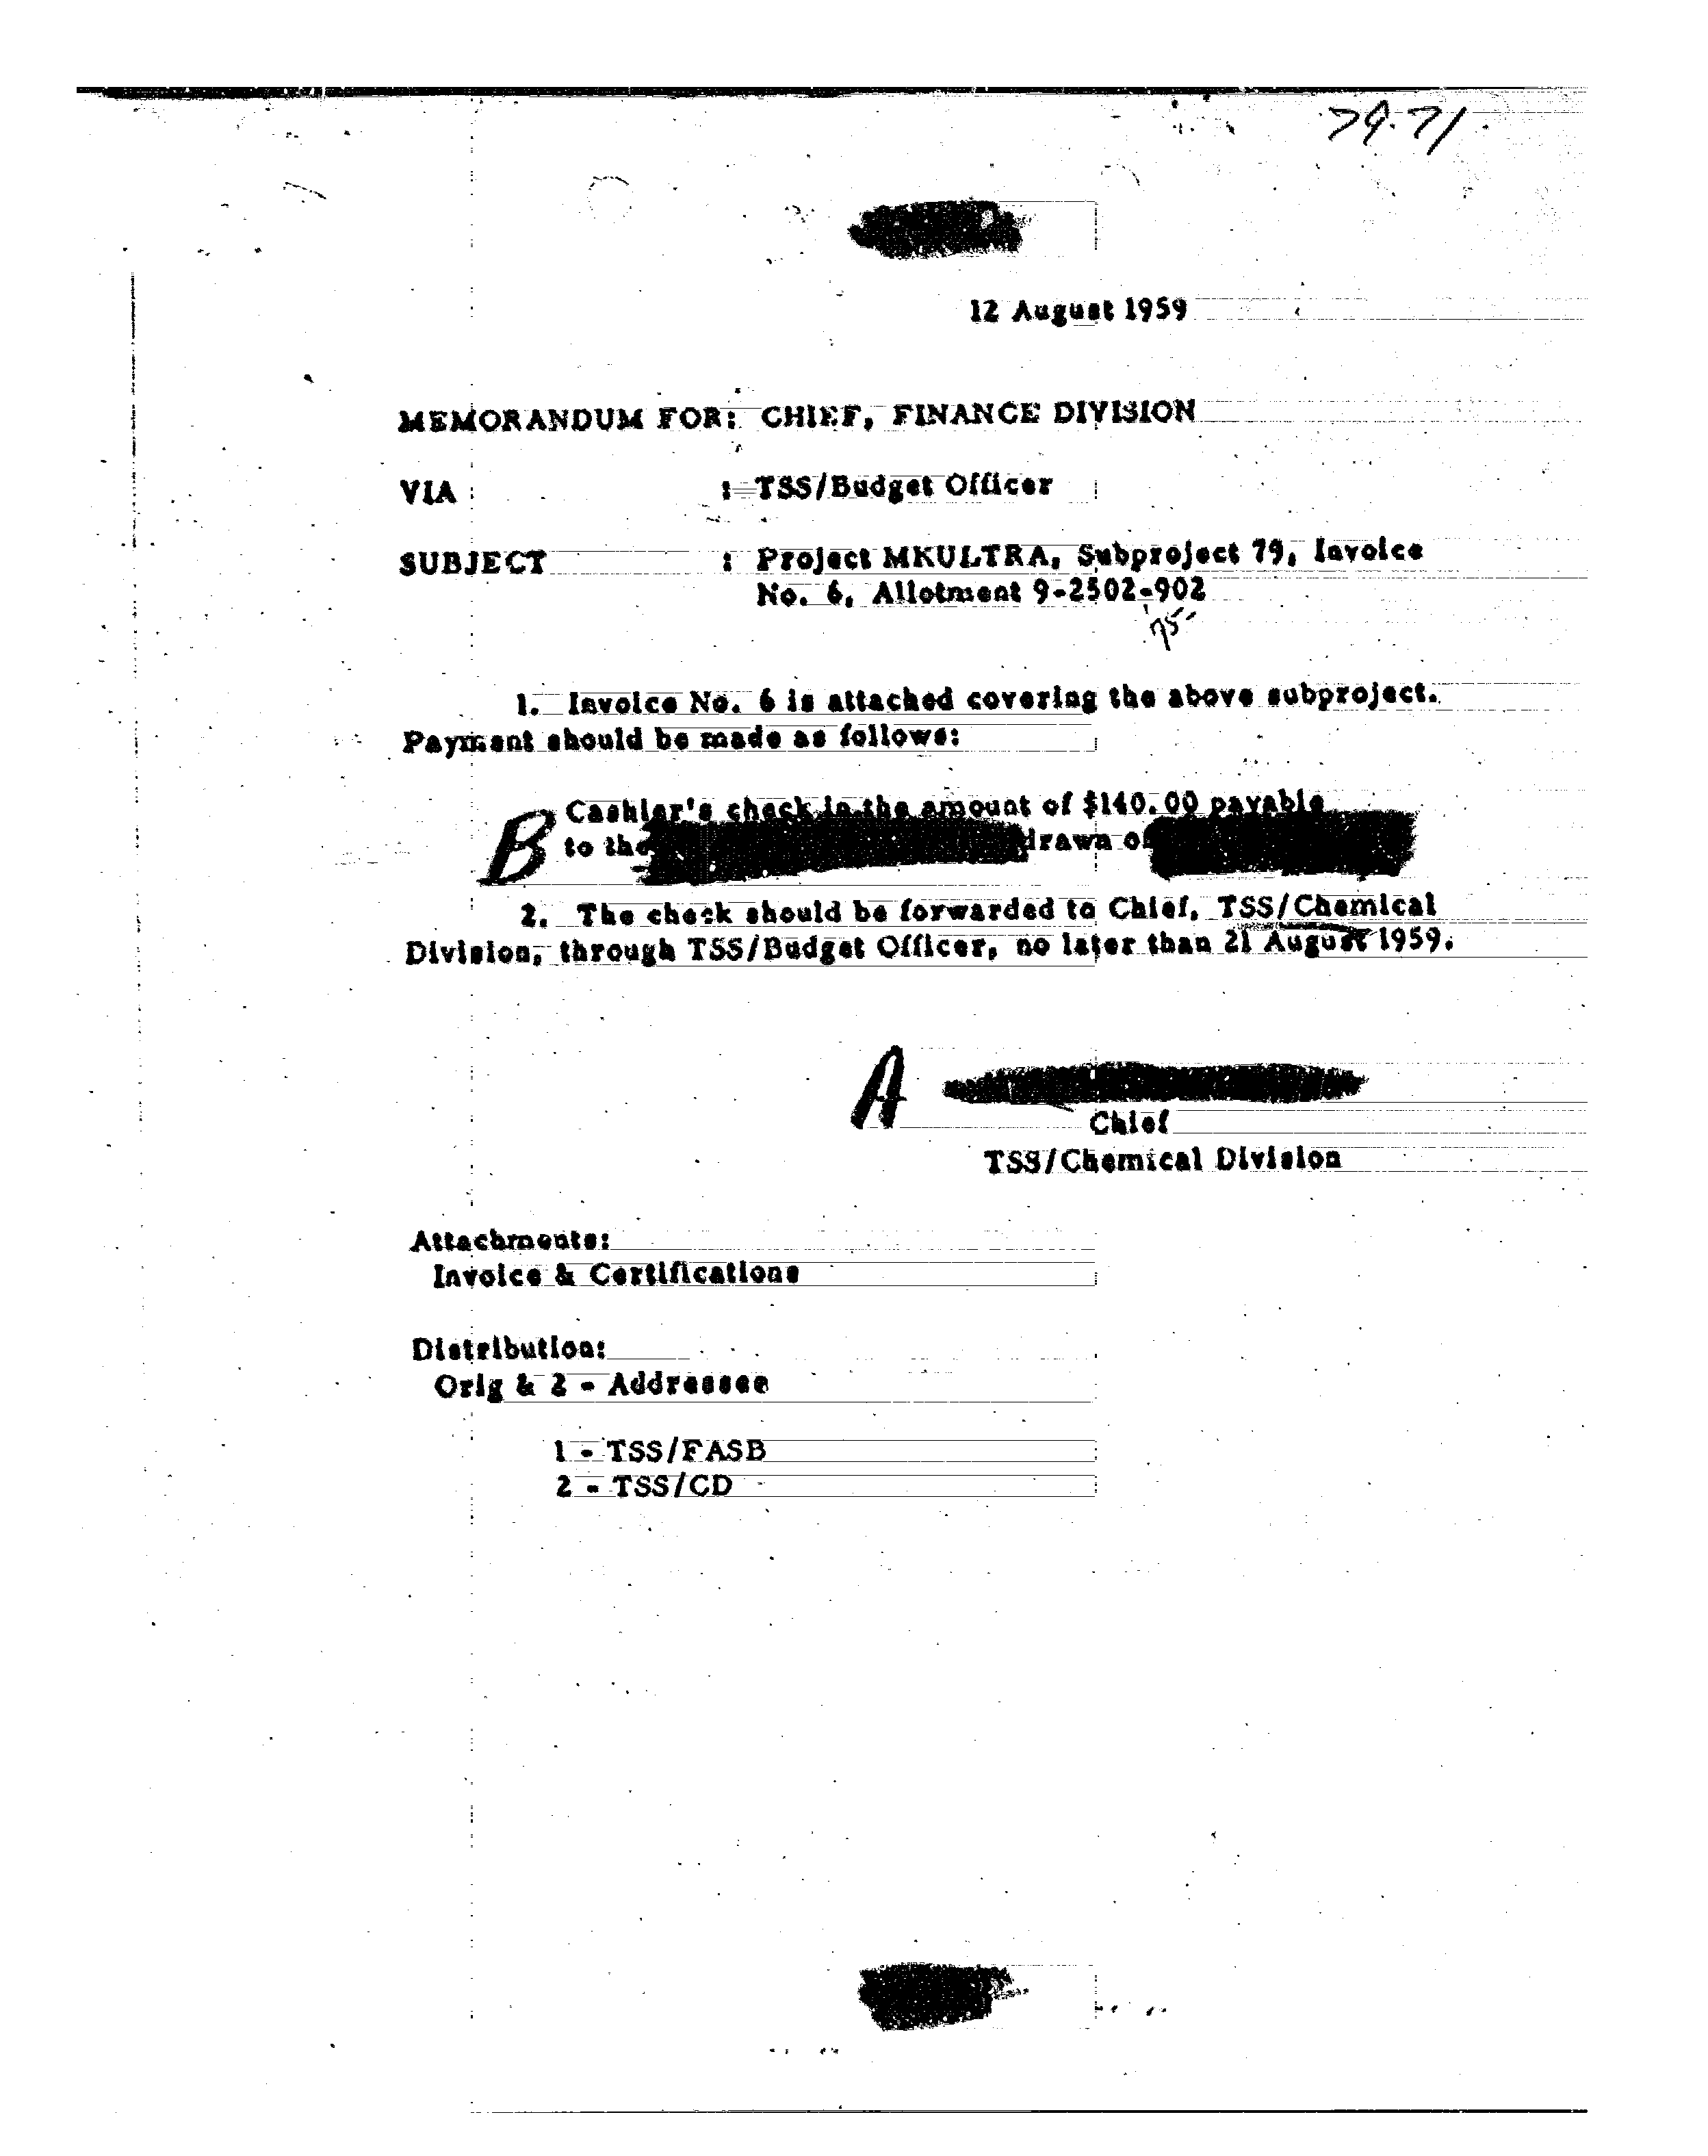 79-71
12 August 1959
MEMORANDUM FOR: CHIEF, FINANCE DIVISION
VIA : TSS/Budget Officer
SUBJECT : Project MKULTRA, Subproject 79, Invoice
No. 6, Allotment 9-2502-902
75-
1. Invoice No. 6 is attached covering the above subproject.
Payment should be made as follows:
Cashier's check in the amount of $140.00 payable
B to the drawn
2. The check should be forwarded to Chief, TSS/Chemical
Division, through TSS/Budget Officer, no later than 21 August 1959.
A
Chief
TSS/Chemical Division
Attachments:
Invoice & Certifications
Distribution:
Orig & 2 - Addressee
1 - TSS/FASB
2 - TSS/CD